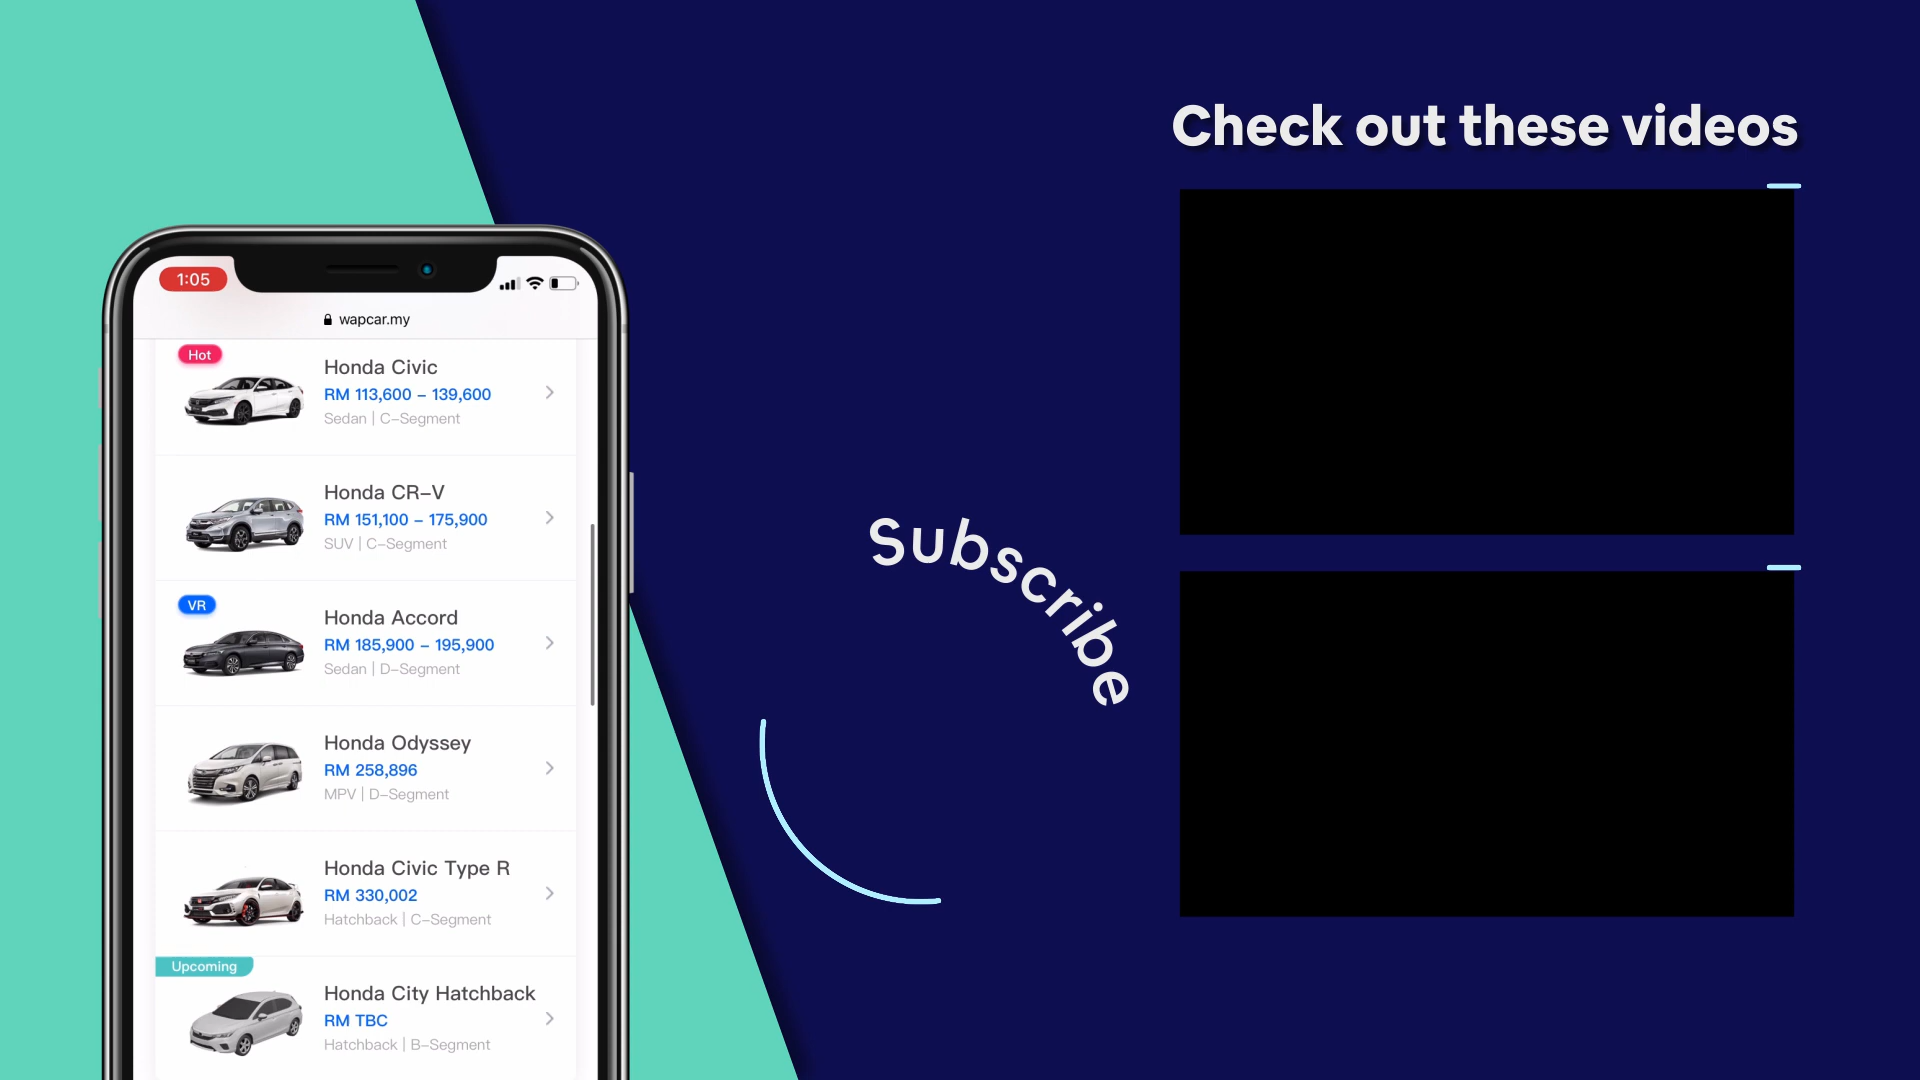 Check out these videos
1:05
wapcar.my
Hot
Honda Civic
RM 113,600 – 139,600
Sedan | C–Segment
Honda CR–V
RM 151,100 – 175,900
SUV | C–Segment
VR
Honda Accord
RM 185,900 – 195,900
Sedan | D–Segment
Honda Odyssey
RM 258,896
MPV | D–Segment
Honda Civic Type R
RM 330,002
Hatchback | C–Segment
Upcoming
Honda City Hatchback
RM TBC
Hatchback | B–Segment
Subscribe